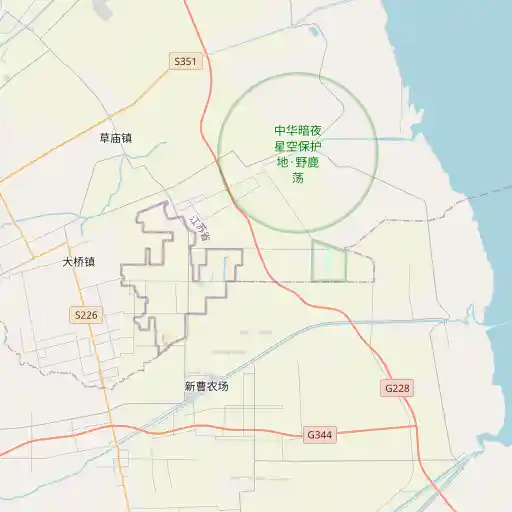 S351
中华暗夜
星空保护
地·野鹿
荡
草庙镇
江苏省
大桥镇
S226
新曹农场
G228
G344